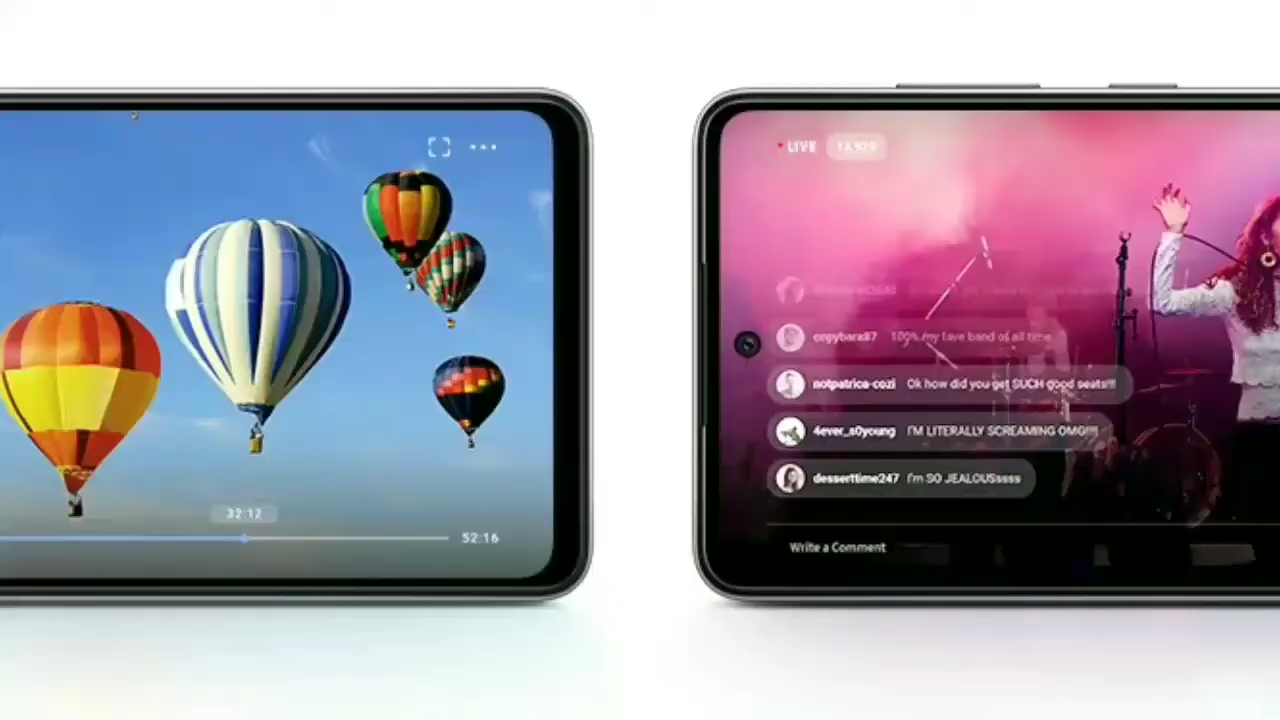 32:12
52:16
LIVE
copybara87 100% my fave band of all time
notpatrica-cozi Ok how did you get SUCH good seats!!!
4ever_s0young I'M LITERALLY SCREAMING OMG!!!!
desserttime247 I'm SO JEALOUSssss
Write a Comment